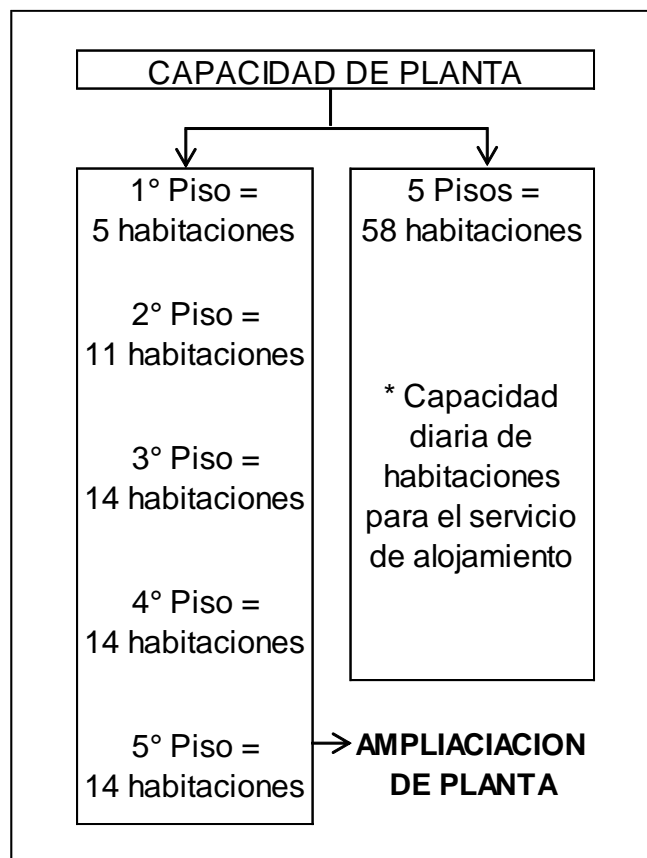 CAPACIDAD DE PLANTA
1° Piso =
5 habitaciones
2° Piso =
11 habitaciones
3° Piso =
14 habitaciones
4° Piso =
14 habitaciones
5° Piso =
14 habitaciones
5 Pisos =
58 habitaciones
* Capacidad
diaria de
habitaciones
para el servicio
de alojamiento
AMPLIACIACION
DE PLANTA